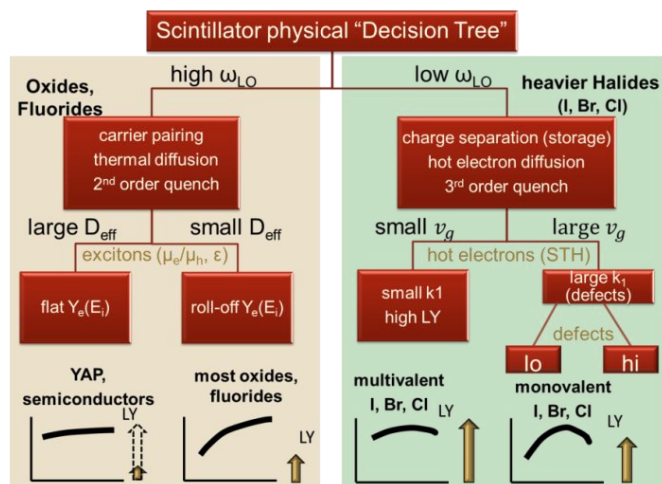 Scintillator physical “Decision Tree”
Oxides,
Fluorides
high ωLO
low ωLO
heavier Halides
(I, Br, Cl)
carrier pairing
thermal diffusion
2nd order quench
charge separation (storage)
hot electron diffusion
3rd order quench
large Deff
small Deff
small vg
large vg
excitons (μe/μh, ε)
hot electrons (STH)
flat Ye(Ei)
roll-off Ye(Ei)
small k1
high LY
large k1
(defects)
defects
lo
hi
YAP,
semiconductors
LY
most oxides,
fluorides
LY
multivalent
I, Br, Cl
LY
monovalent
I, Br, Cl
LY